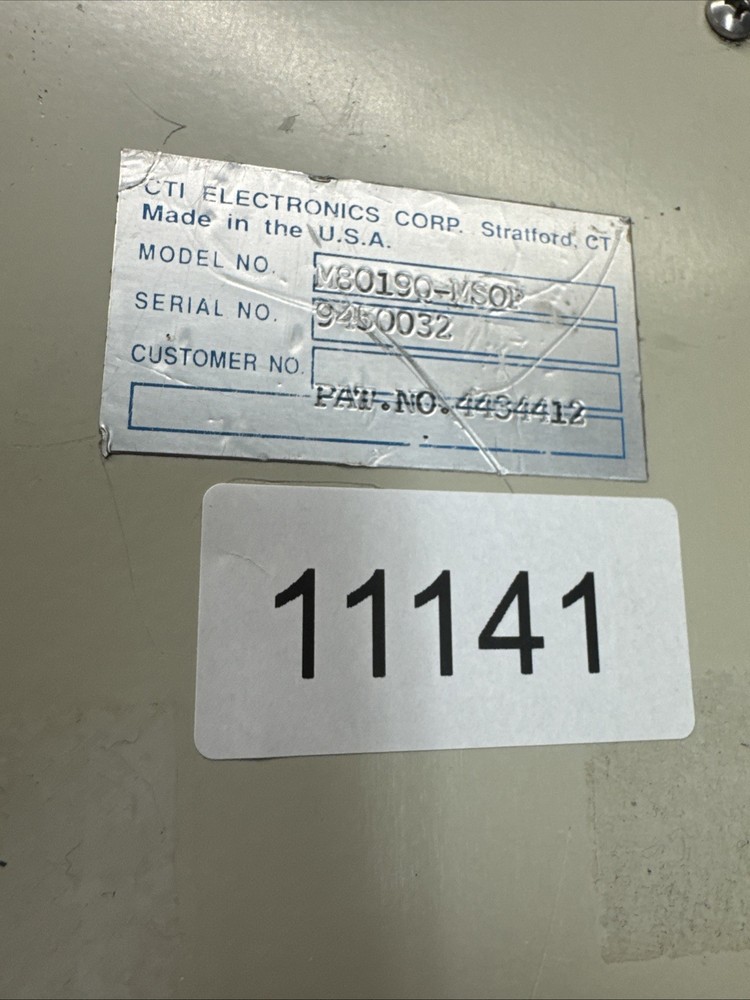 CTI ELECTRONICS CORP. Stratford, CT
Made in the U.S.A.
MODEL NO. M8019Q-MSOP
SERIAL NO. 9450032
CUSTOMER NO.
PAT.NO.4434412
11141